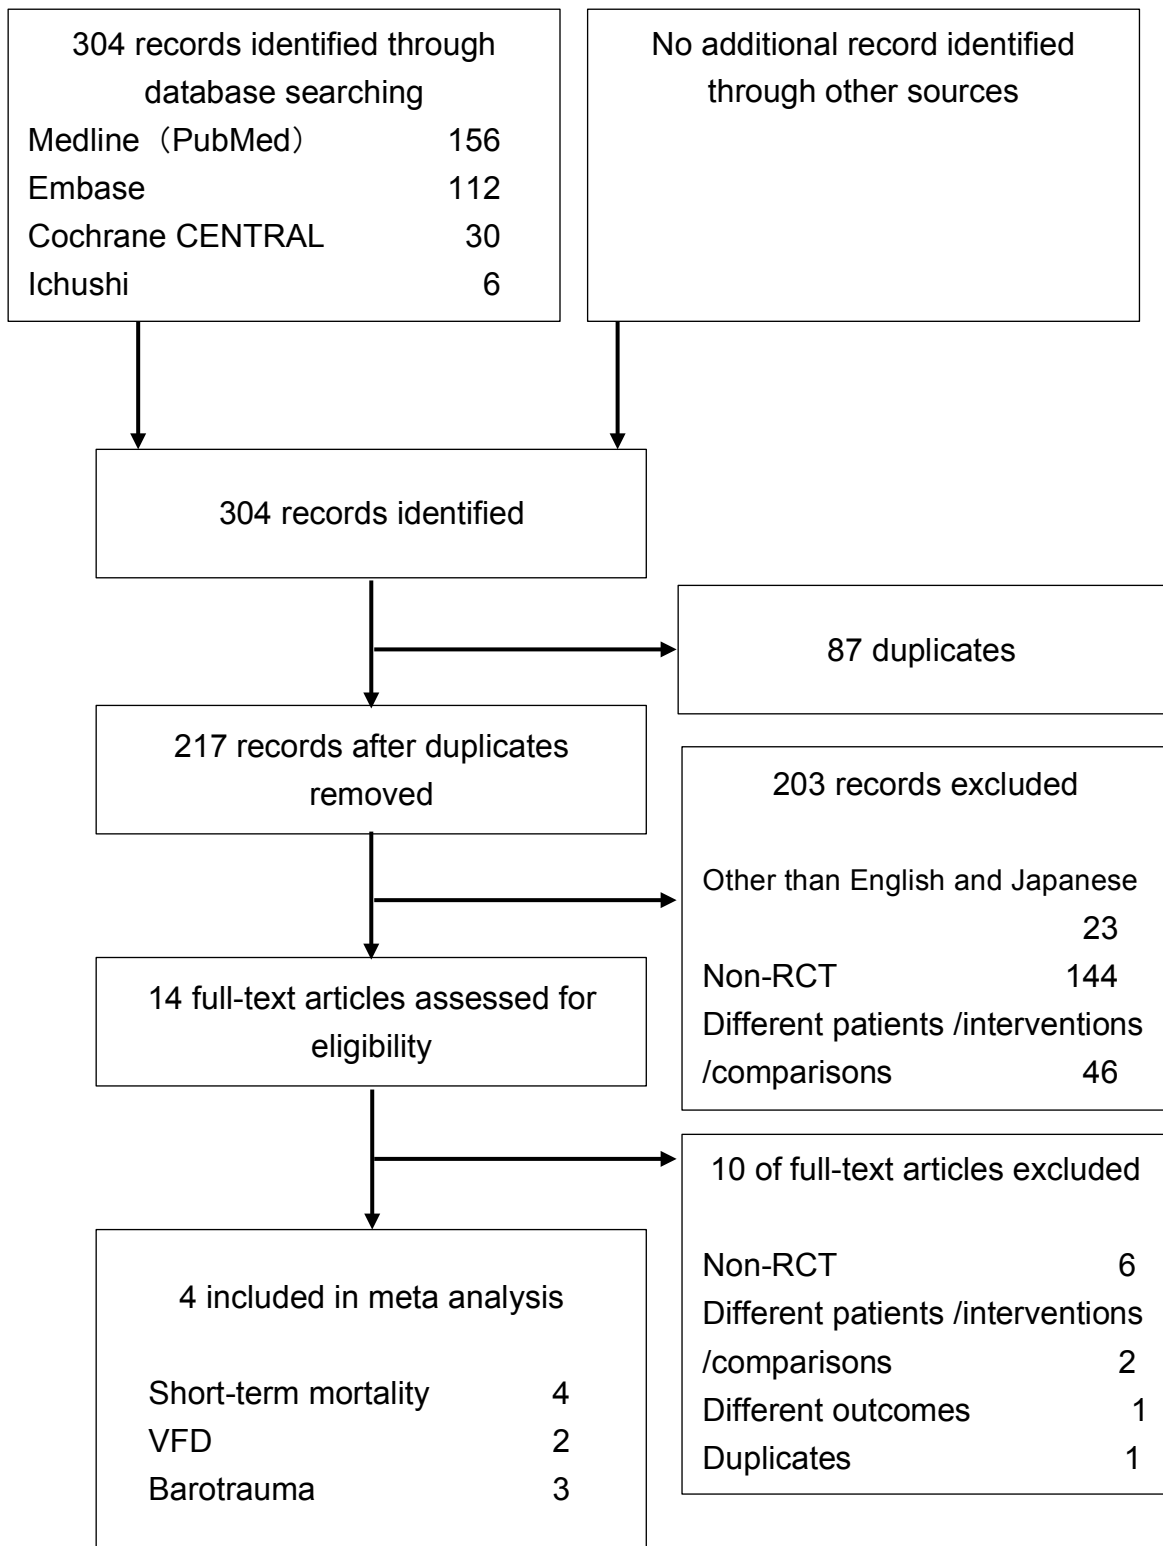 304 records identified through
database searching
Medline（PubMed） 156
Embase 112
Cochrane CENTRAL 30
Ichushi 6
No additional record identified
through other sources
304 records identified
87 duplicates
217 records after duplicates
removed
203 records excluded
Other than English and Japanese
23
Non-RCT 144
Different patients /interventions
/comparisons 46
14 full-text articles assessed for
eligibility
10 of full-text articles excluded
Non-RCT 6
Different patients /interventions
/comparisons 2
Different outcomes 1
Duplicates 1
4 included in meta analysis
Short-term mortality 4
VFD 2
Barotrauma 3